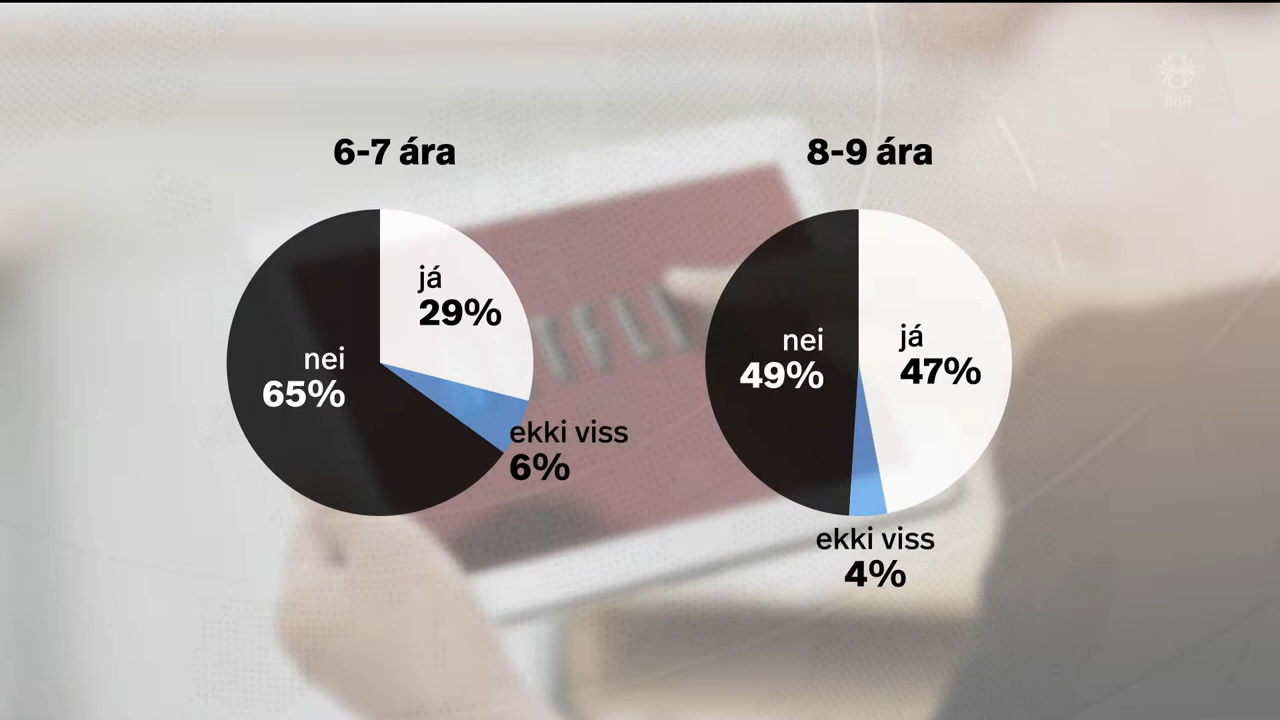 6-7 ára
já
29%
nei
65%
ekki viss
6%
8-9 ára
nei
49%
já
47%
ekki viss
4%
888